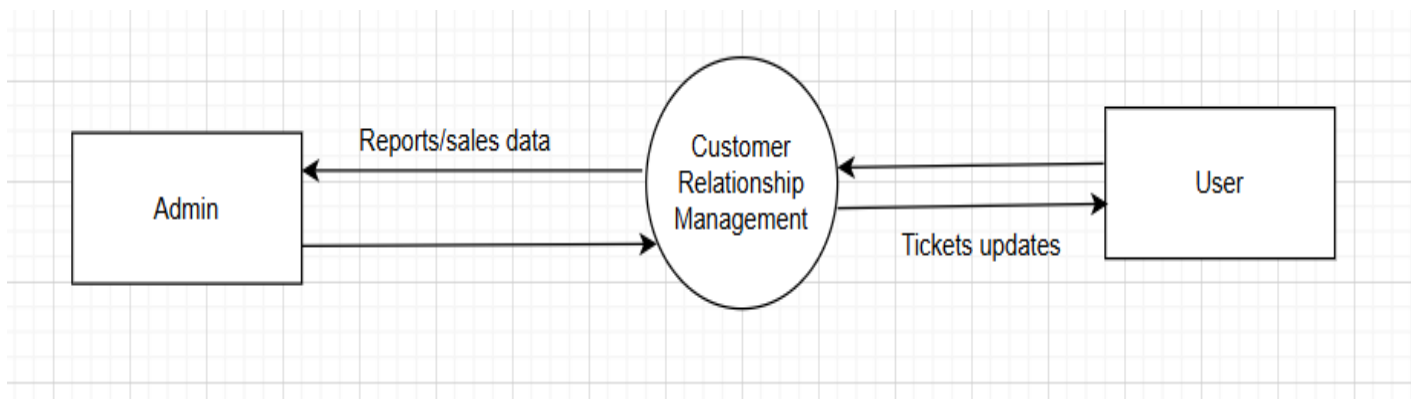 Reports/sales data
Admin
Customer
Relationship
Management
User
Tickets updates